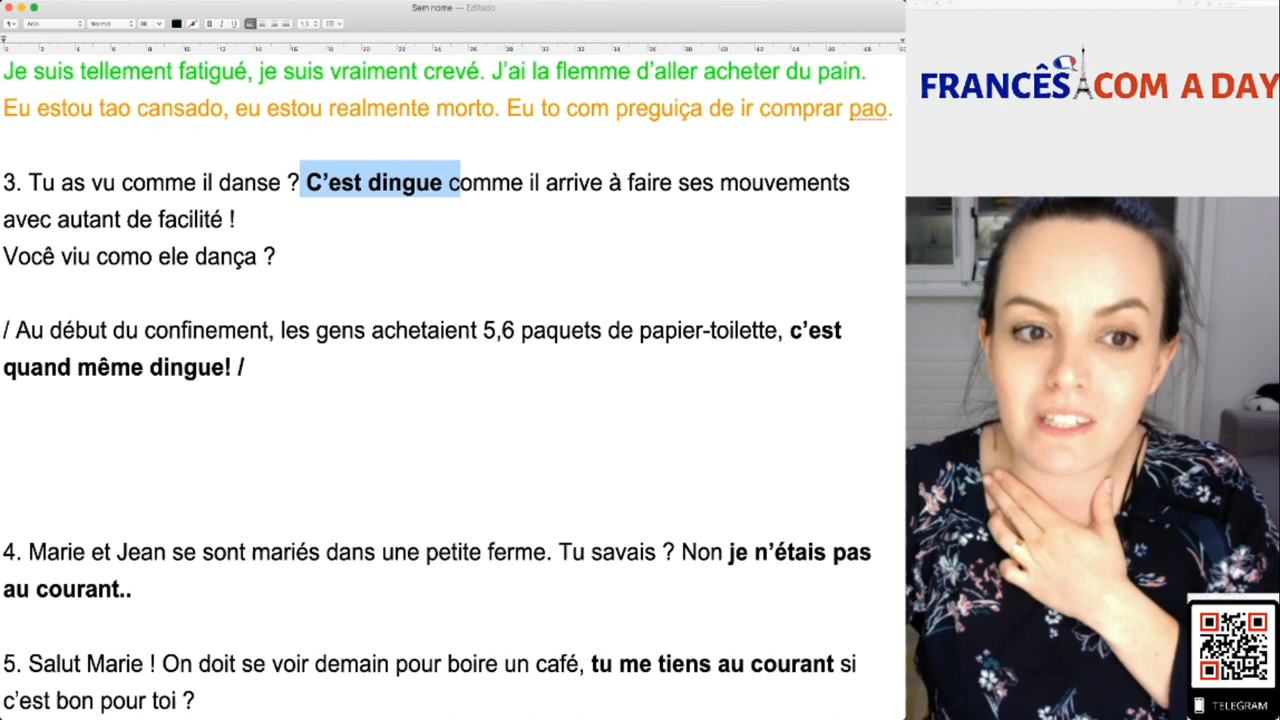 Sem nome — Editado
Normal
Je suis tellement fatigué, je suis vraiment crevé. J'ai la flemme d'aller acheter du pain.
Eu estou tao cansado, eu estou realmente morto. Eu to com preguiça de ir comprar pao.
3. Tu as vu comme il danse ? C'est dingue comme il arrive à faire ses mouvements
avec autant de facilité !
Você viu como ele dança ?
/ Au début du confinement, les gens achetaient 5,6 paquets de papier-toilette, c'est
quand même dingue! /
4. Marie et Jean se sont mariés dans une petite ferme. Tu savais ? Non je n'étais pas
au courant..
5. Salut Marie ! On doit se voir demain pour boire un café, tu me tiens au courant si
c'est bon pour toi ?
FRANCÊS COM A DAY
TELEGRAM